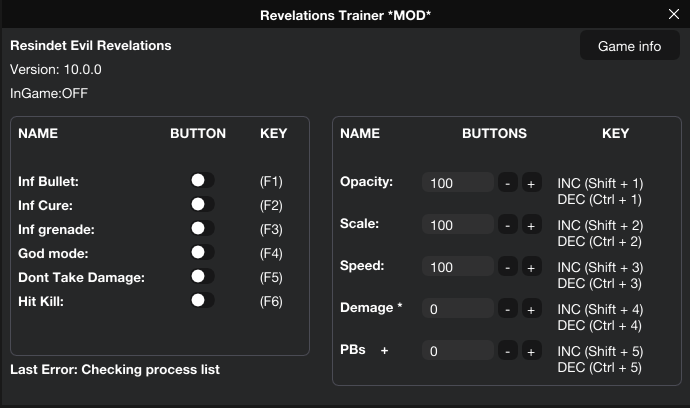 Revelations Trainer *MOD*
Resindet Evil Revelations
Game info
Version: 10.0.0
InGame:OFF
NAME BUTTON KEY
Inf Bullet: (F1)
Inf Cure: (F2)
Inf grenade: (F3)
God mode: (F4)
Dont Take Damage: (F5)
Hit Kill: (F6)
Last Error: Checking process list
NAME BUTTONS KEY
Opacity: 100 - + INC (Shift + 1)
DEC (Ctrl + 1)
Scale: 100 - + INC (Shift + 2)
DEC (Ctrl + 2)
Speed: 100 - + INC (Shift + 3)
DEC (Ctrl + 3)
Demage * 0 - + INC (Shift + 4)
DEC (Ctrl + 4)
PBs + 0 - + INC (Shift + 5)
DEC (Ctrl + 5)